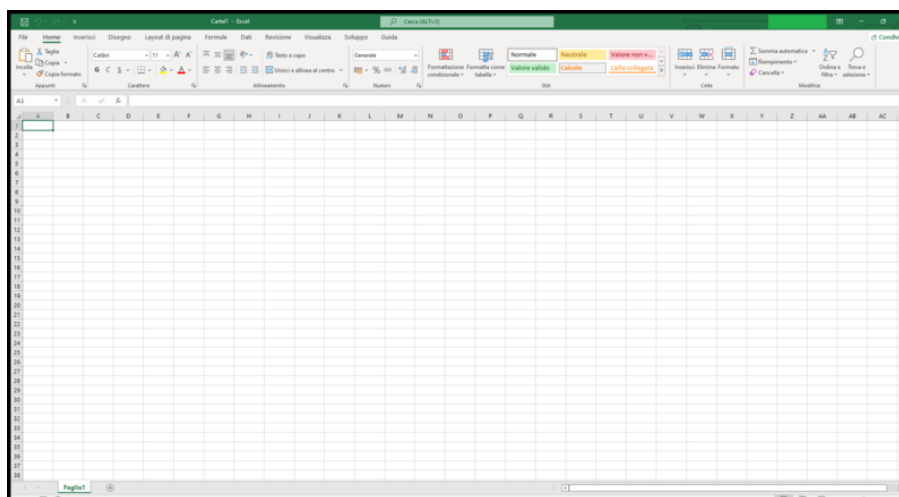 Cartel1 - Excel
Cerca (ALT+X)
File Home Inserisci Disegno Layout di pagina Formule Dati Revisione Visualizza Sviluppo Guida
Condivi
Incolla
Taglia
Copia
Copia formato
Appunti
Calibri 11
G C S
Carattere
Testo a capo
Unisci e allinea al centro
Allineamento
Generale
Numeri
Formattazione condizionale
Formatta come tabella
Normale Neutrale Valore non v...
Valore valido Calcolo Cella collegata
Stili
Inserisci Elimina Formato
Celle
Somma automatica
Riempimento
Cancella
Ordina e filtra
Trova e seleziona
Modifica
A1 fx
A B C D E F G H I J K L M N O P Q R S T U V W X Y Z AA AB AC
1
2
3
4
5
6
7
8
9
10
11
12
13
14
15
16
17
18
19
20
21
22
23
24
25
26
27
28
29
30
31
32
33
34
35
36
37
38
Foglio1